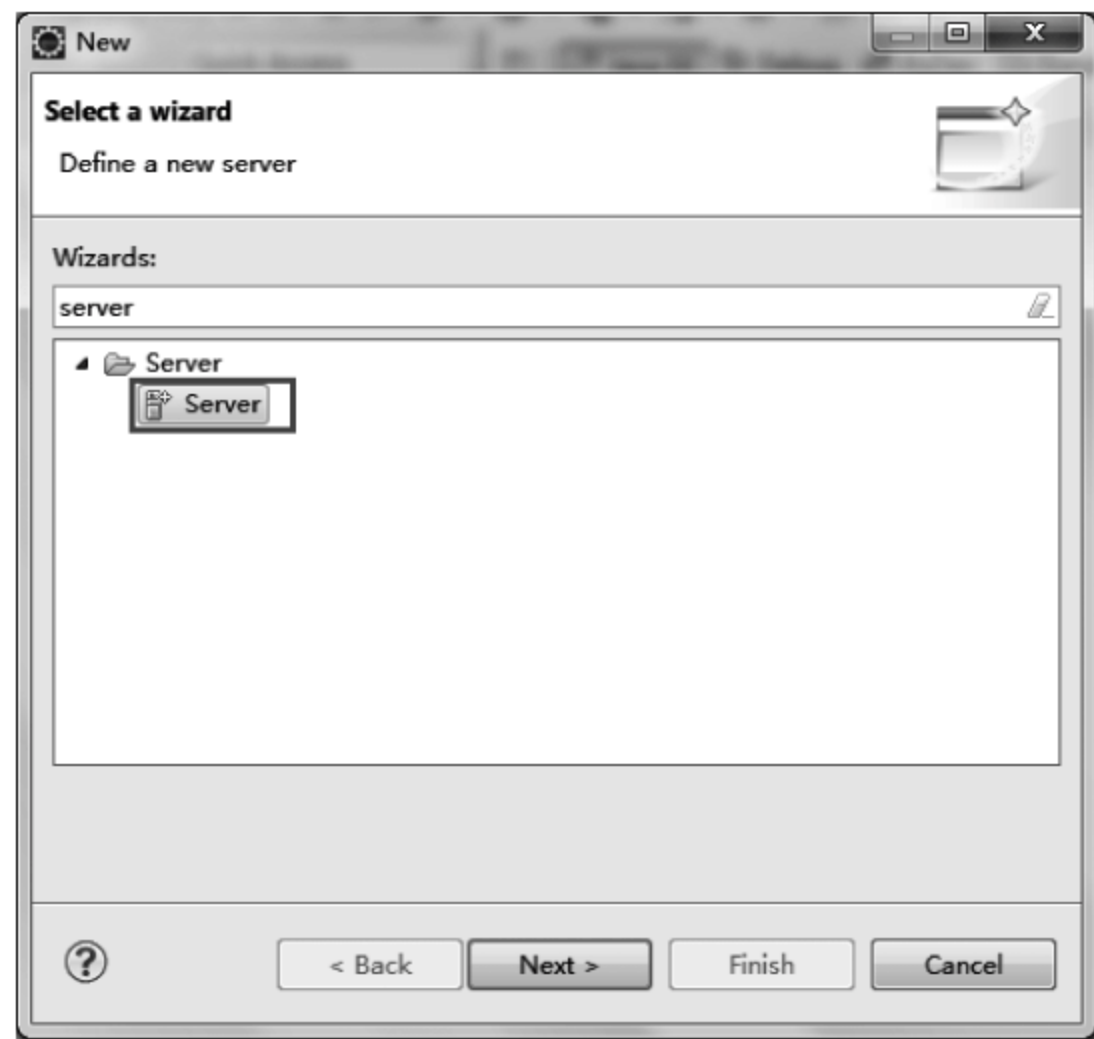 New
Select a wizard
Define a new server
Wizards:
server
Server
Server
< Back Next > Finish Cancel